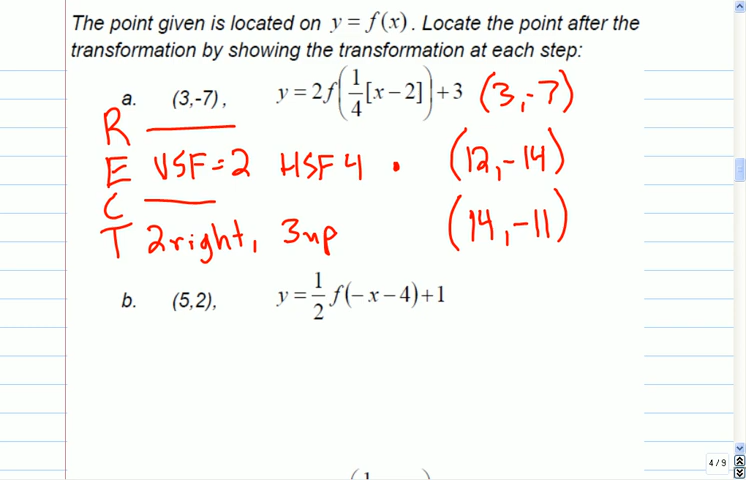 The point given is located on y = f(x). Locate the point after the
transformation by showing the transformation at each step:
a. (3,-7), y = 2f(1/4[x−2])+3 (3,-7)
R
E VSF=2 HSF 4 • (12,-14)
C
T 2right, 3up (14,-11)
b. (5,2), y = 1/2 f(−x−4)+1
4/9